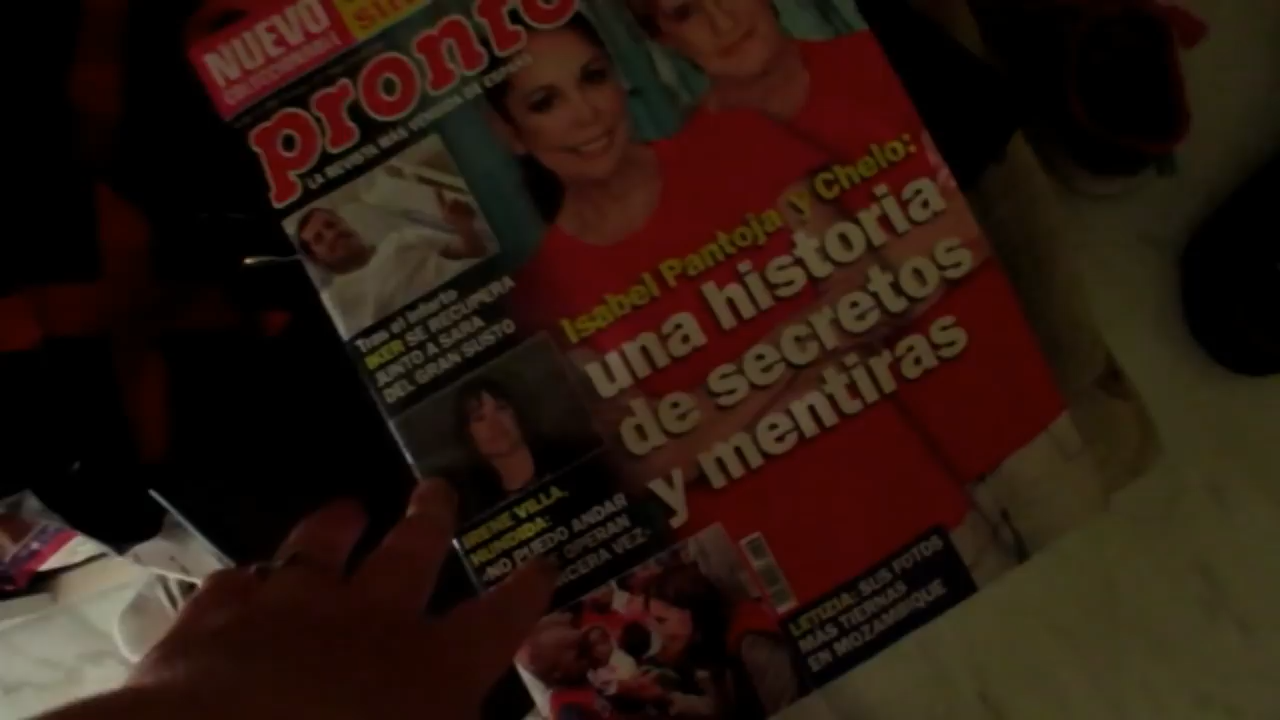 NUEVO
COLECCIONABLE
pronto
LA REVISTA MÁS VENDIDA DE ESPAÑA
Tras el infarto
IKER SE RECUPERA
JUNTO A SARA
DEL GRAN SUSTO
Isabel Pantoja y Chelo:
una historia
de secretos
y mentiras
IRENE VILLA,
HUNDIDA:
«NO PUEDO ANDAR
OPERAN
VEZ»
LETIZIA: SUS FOTOS
MÁS TIERNAS
EN MOZAMBIQUE